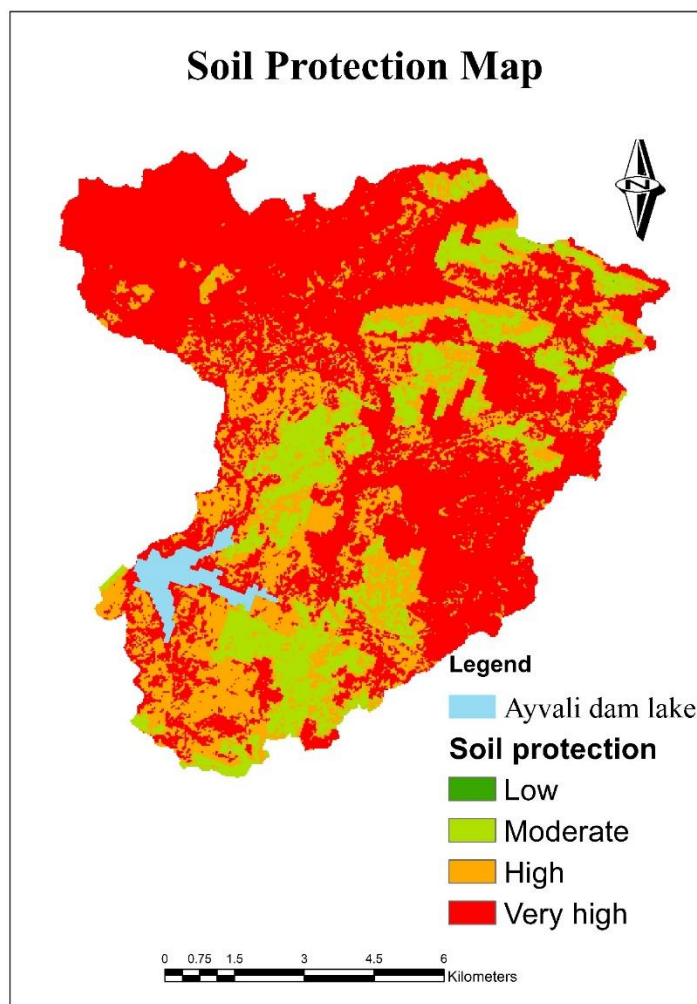 Soil Protection Map
N
Legend
Ayvali dam lake
Soil protection
Low
Moderate
High
Very high
0 0.75 1.5 3 4.5 6
Kilometers